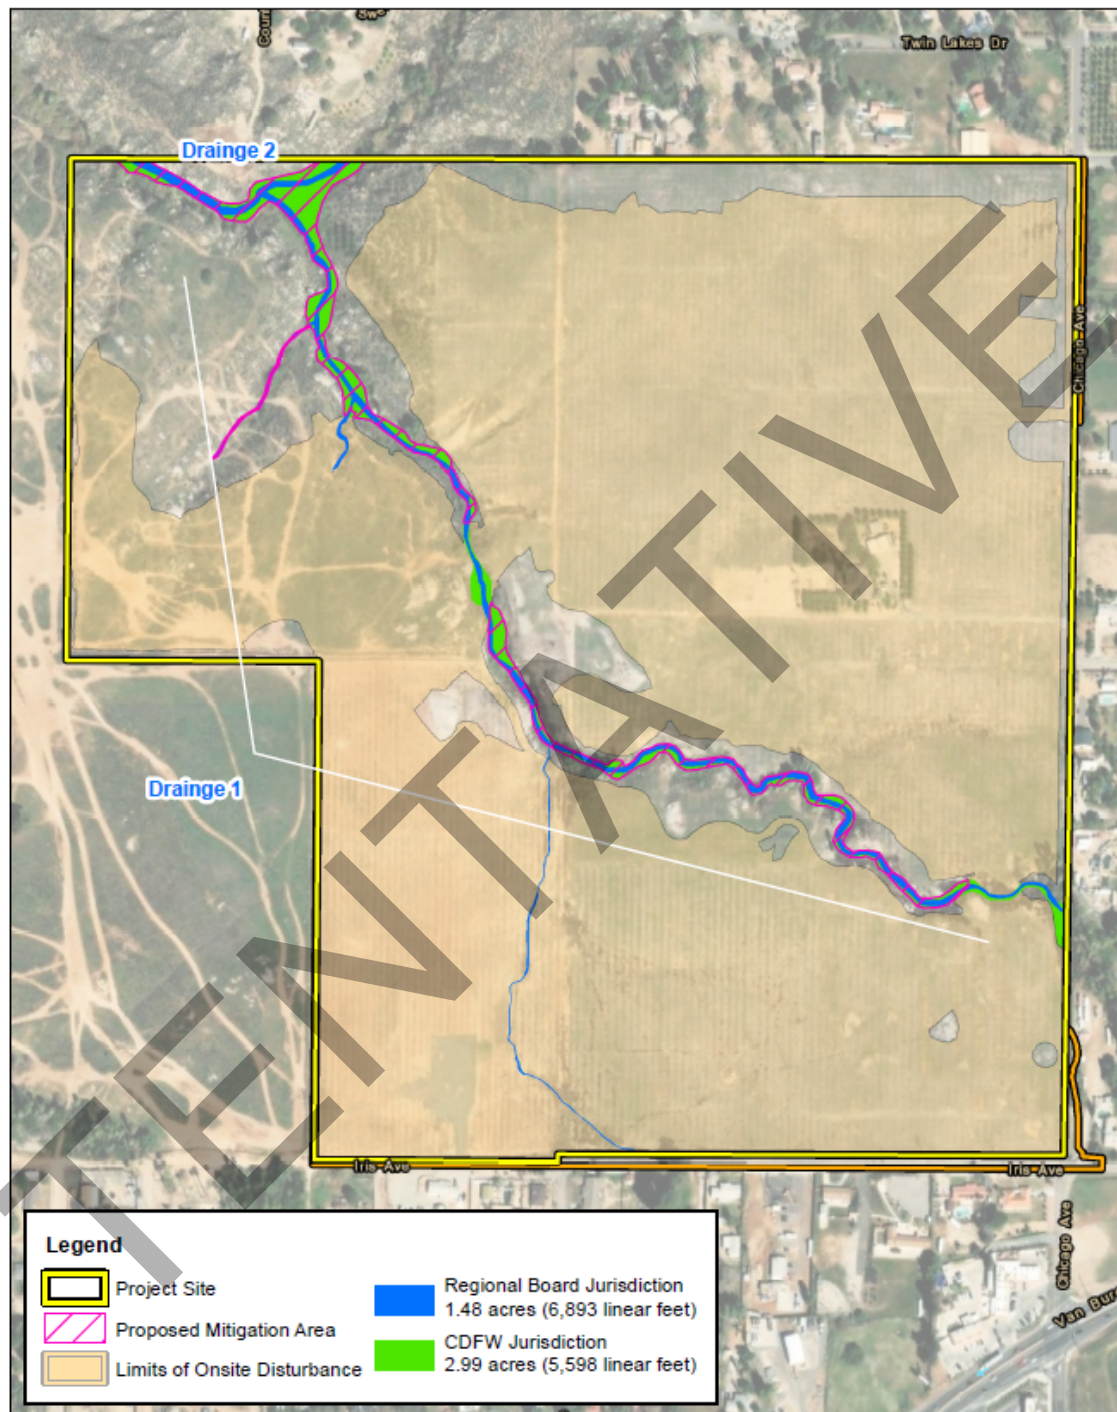 Twin Lakes Dr
Drainge 2
Chicago Ave
Drainge 1
TENTATIVE
Iris Ave
Iris Ave
Chicago Ave
Legend
Project Site
Proposed Mitigation Area
Limits of Onsite Disturbance
Regional Board Jurisdiction
1.48 acres (6,893 linear feet)
CDFW Jurisdiction
2.99 acres (5,598 linear feet)